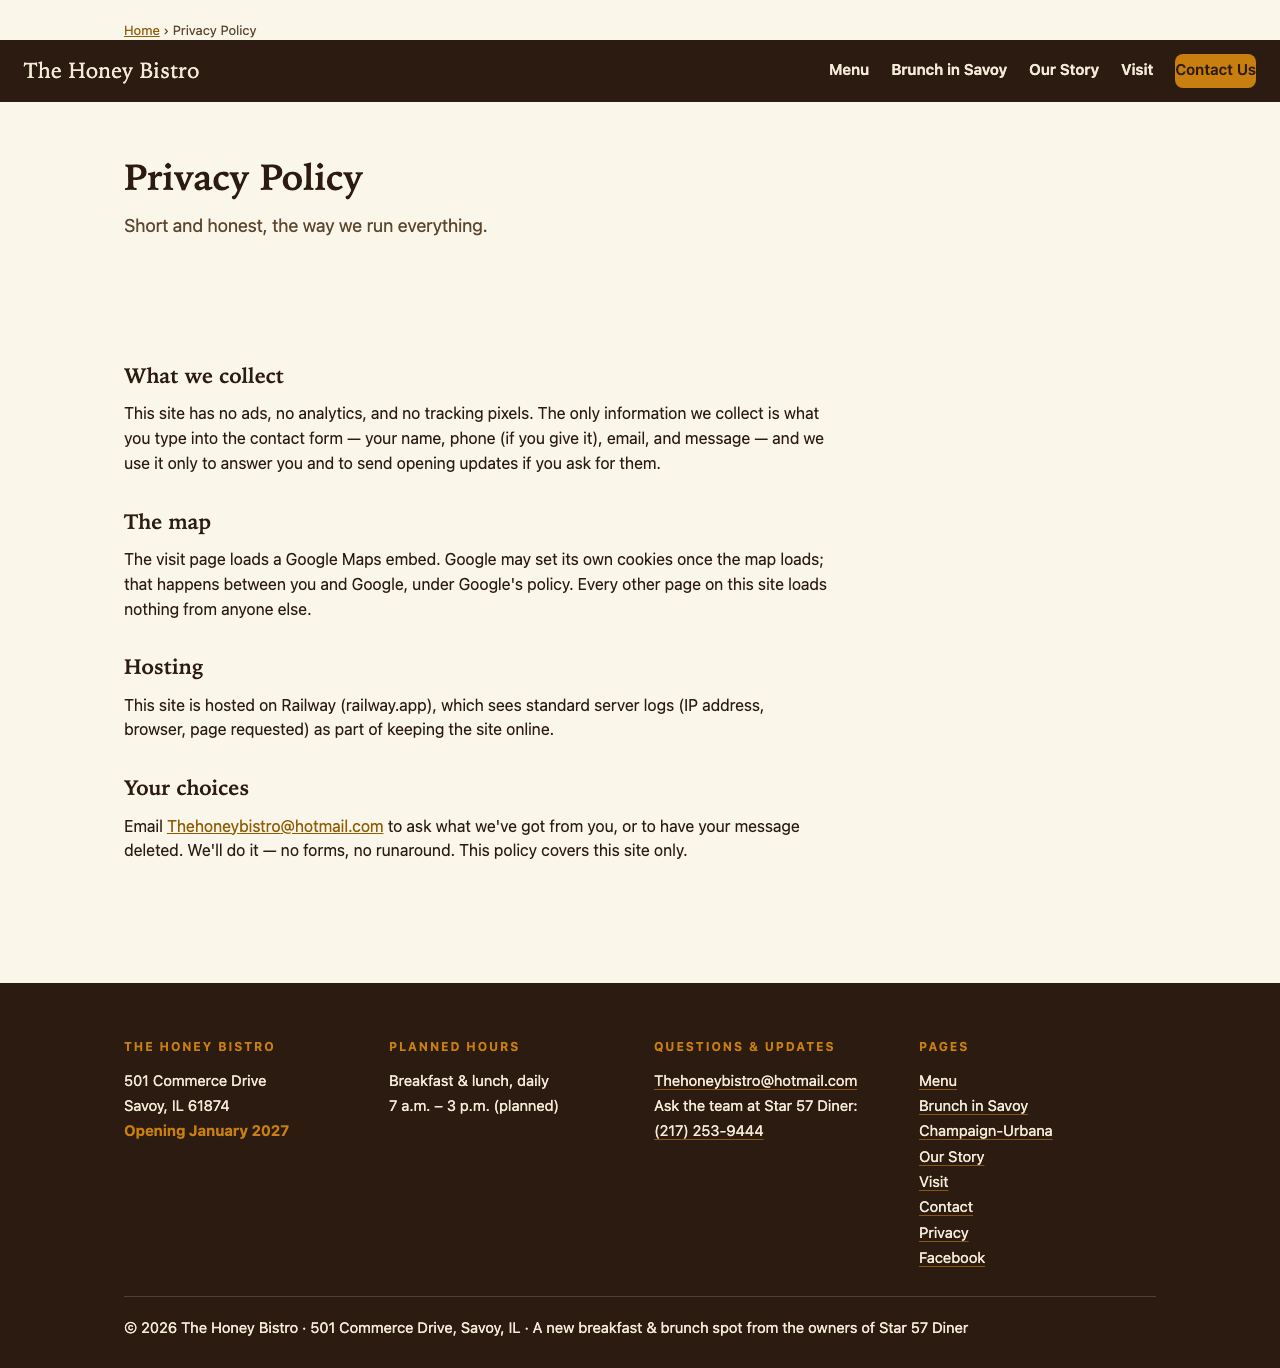 Home › Privacy Policy
The Honey Bistro
Menu
Brunch in Savoy
Our Story
Visit
Contact Us
Privacy Policy
Short and honest, the way we run everything.
What we collect
This site has no ads, no analytics, and no tracking pixels. The only information we collect is what
you type into the contact form — your name, phone (if you give it), email, and message — and we
use it only to answer you and to send opening updates if you ask for them.
The map
The visit page loads a Google Maps embed. Google may set its own cookies once the map loads;
that happens between you and Google, under Google's policy. Every other page on this site loads
nothing from anyone else.
Hosting
This site is hosted on Railway (railway.app), which sees standard server logs (IP address,
browser, page requested) as part of keeping the site online.
Your choices
Email Thehoneybistro@hotmail.com to ask what we've got from you, or to have your message
deleted. We'll do it — no forms, no runaround. This policy covers this site only.
THE HONEY BISTRO
501 Commerce Drive
Savoy, IL 61874
Opening January 2027
PLANNED HOURS
Breakfast & lunch, daily
7 a.m. – 3 p.m. (planned)
QUESTIONS & UPDATES
Thehoneybistro@hotmail.com
Ask the team at Star 57 Diner:
(217) 253-9444
PAGES
Menu
Brunch in Savoy
Champaign-Urbana
Our Story
Visit
Contact
Privacy
Facebook
© 2026 The Honey Bistro · 501 Commerce Drive, Savoy, IL · A new breakfast & brunch spot from the owners of Star 57 Diner